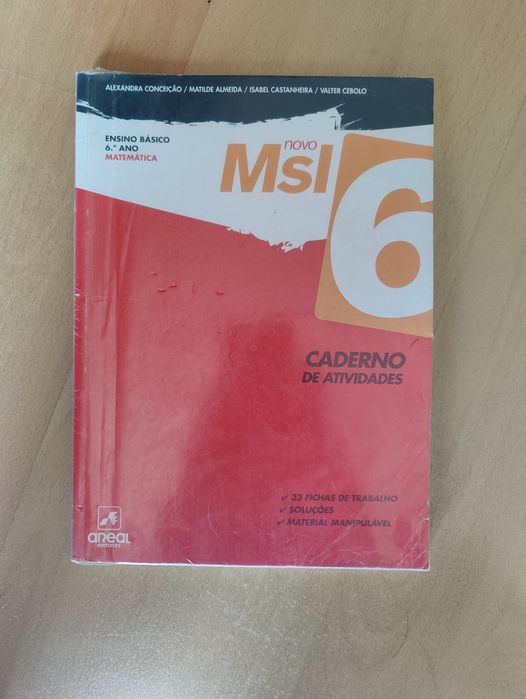 ALEXANDRA CONCEIÇÃO / MATILDE ALMEIDA / ISABEL CASTANHEIRA / VALTER CEBOLO
ENSINO BÁSICO
6.º ANO
MATEMÁTICA
novo
MsI
6
CADERNO
DE ATIVIDADES
✓ 33 FICHAS DE TRABALHO
✓ SOLUÇÕES
✓ MATERIAL MANIPULÁVEL
areal
EDITORES